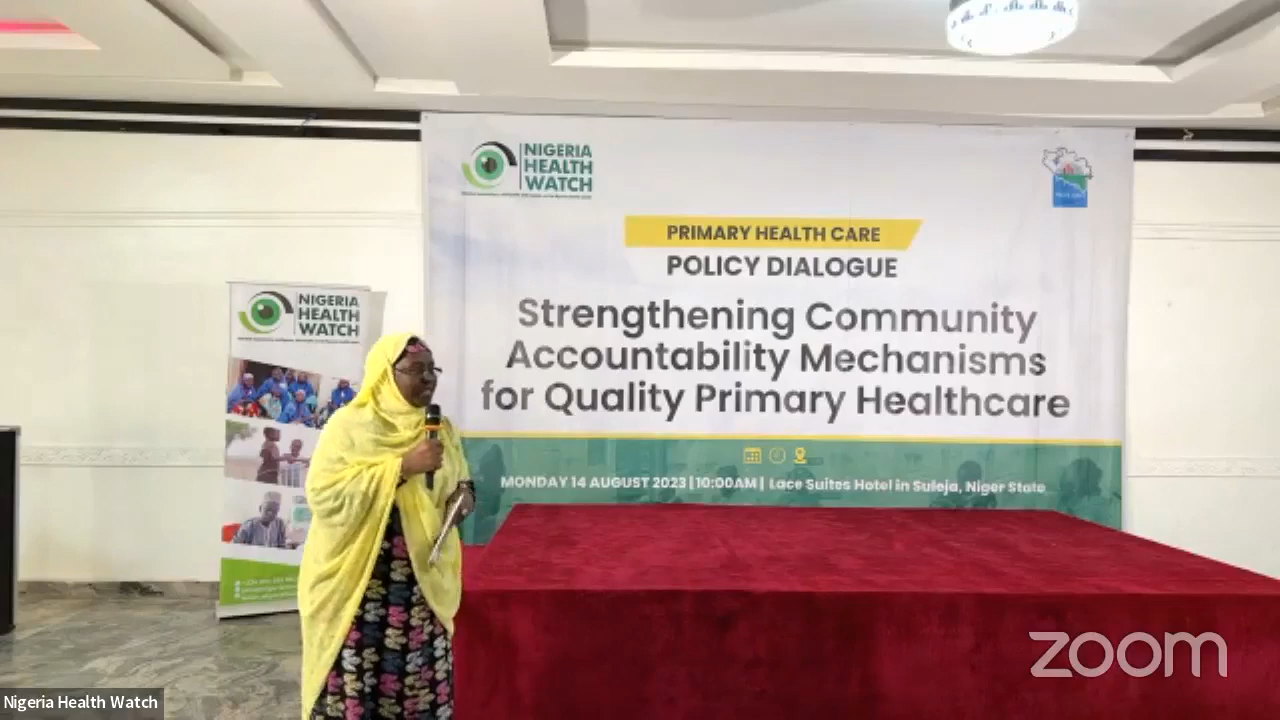 NIGERIA
HEALTH
WATCH
PRIMARY HEALTH CARE
POLICY DIALOGUE
Strengthening Community
Accountability Mechanisms
for Quality Primary Healthcare
MONDAY 14 AUGUST 2023 | 10:00AM | Lace Suites Hotel in Suleja, Niger State
NIGERIA
HEALTH
WATCH
zoom
Nigeria Health Watch